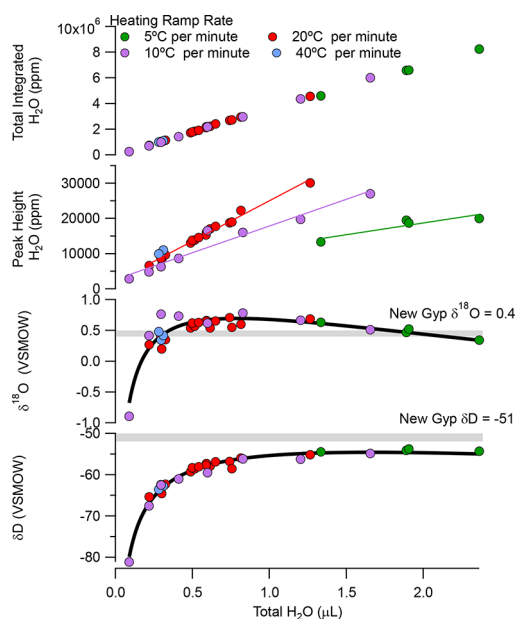 Heating Ramp Rate
5ºC per minute
20ºC per minute
10ºC per minute
40ºC per minute
10x10⁶
8
6
4
2
0
Total Integrated
H₂O (ppm)
30000
20000
10000
0
Peak Height
H₂O (ppm)
1.0
0.5
0.0
-0.5
-1.0
δ¹⁸O (VSMOW)
New Gyp δ¹⁸O = 0.4
New Gyp δD = -51
-50
-60
-70
-80
δD (VSMOW)
0.0 0.5 1.0 1.5 2.0
Total H₂O (μL)